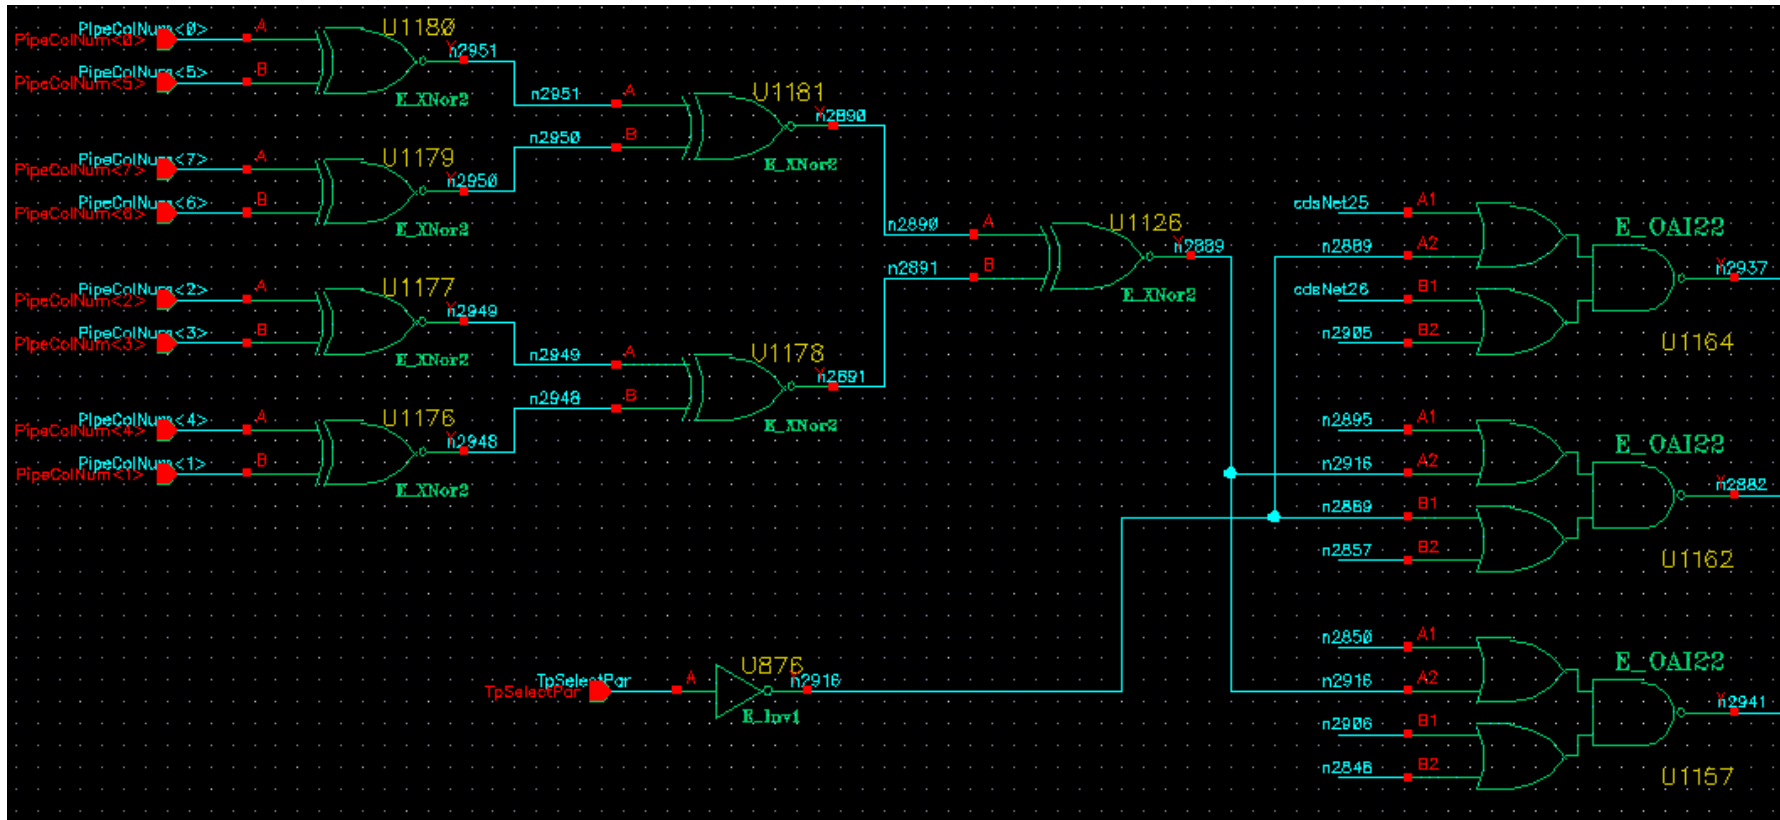 PipeColNum<0>
PipeColNum<0>
A
U1180
Y
n2951
PipeColNum<5>
PipeColNum<5>
B
E_XNor2
n2951
A
U1181
Y
n2890
n2950
B
E_XNor2
PipeColNum<7>
PipeColNum<7>
A
U1179
Y
n2950
PipeColNum<6>
PipeColNum<6>
B
E_XNor2
n2890
A
U1126
Y
n2889
n2891
B
E_XNor2
PipeColNum<2>
PipeColNum<2>
A
U1177
Y
n2949
PipeColNum<3>
PipeColNum<3>
B
E_XNor2
n2949
A
U1178
Y
n2891
n2948
B
E_XNor2
PipeColNum<4>
PipeColNum<4>
A
U1176
Y
n2948
PipeColNum<1>
PipeColNum<1>
B
E_XNor2
TpSelectPar
TpSelectPar
A
U876
Y
n2916
E_Inv1
cdsNet25
A1
E_OAI22
n2889
A2
Y
n2937
cdsNet26
B1
n2905
B2
U1164
n2895
A1
E_OAI22
n2916
A2
Y
n2882
n2889
B1
n2857
B2
U1162
n2850
A1
E_OAI22
n2916
A2
Y
n2941
n2906
B1
n2846
B2
U1157